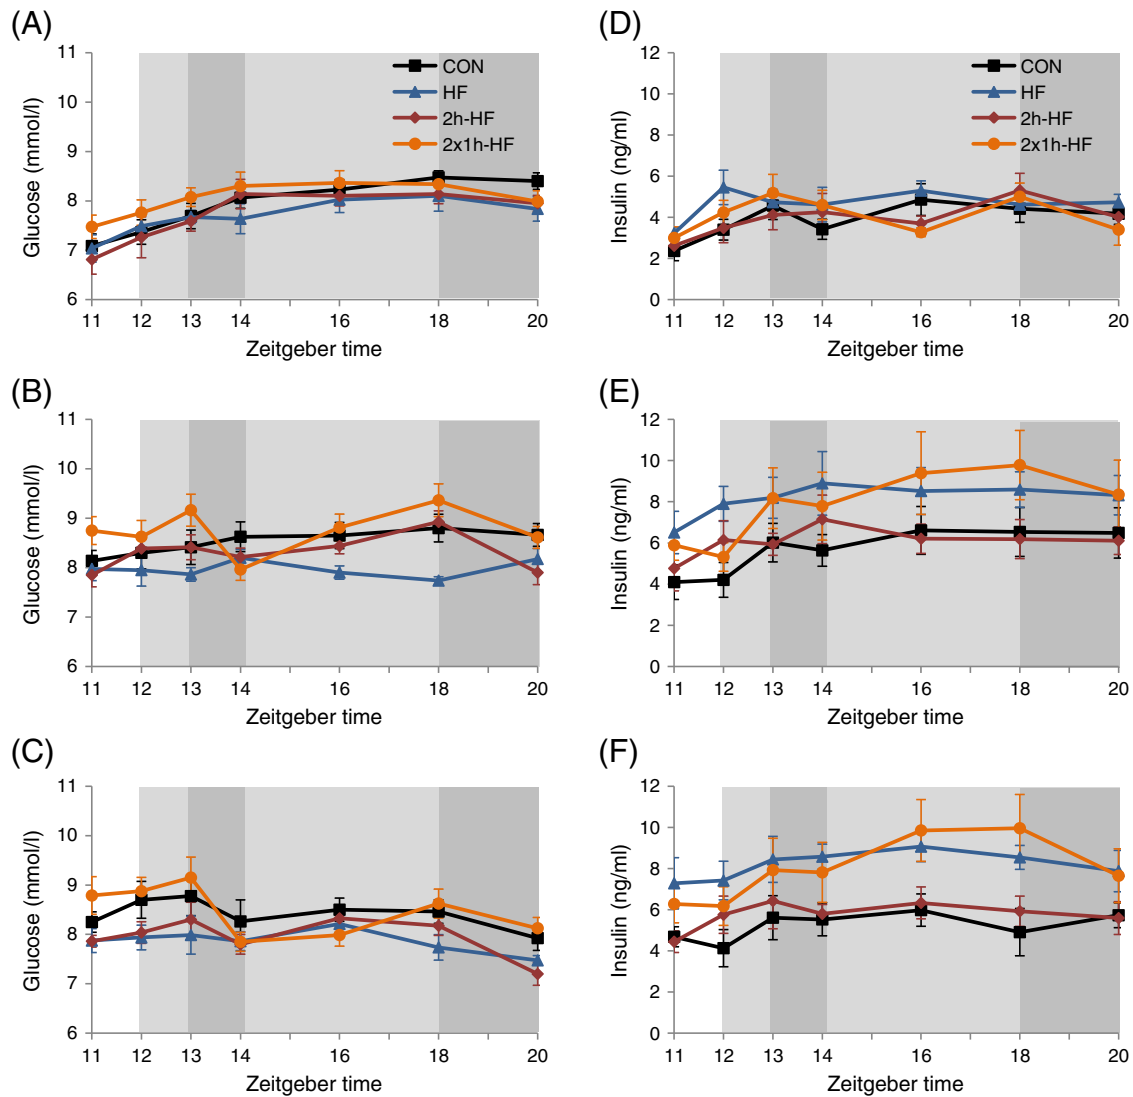 (A)
Glucose (mmol/l)
11
10
9
8
7
6
CON
HF
2h-HF
2x1h-HF
11 12 13 14 16 18 20
Zeitgeber time
(D)
Insulin (ng/ml)
12
10
8
6
4
2
0
CON
HF
2h-HF
2x1h-HF
11 12 13 14 16 18 20
Zeitgeber time
(B)
Glucose (mmol/l)
11
10
9
8
7
6
11 12 13 14 16 18 20
Zeitgeber time
(E)
Insulin (ng/ml)
12
10
8
6
4
2
0
11 12 13 14 16 18 20
Zeitgeber time
(C)
Glucose (mmol/l)
11
10
9
8
7
6
11 12 13 14 16 18 20
Zeitgeber time
(F)
Insulin (ng/ml)
12
10
8
6
4
2
0
11 12 13 14 16 18 20
Zeitgeber time